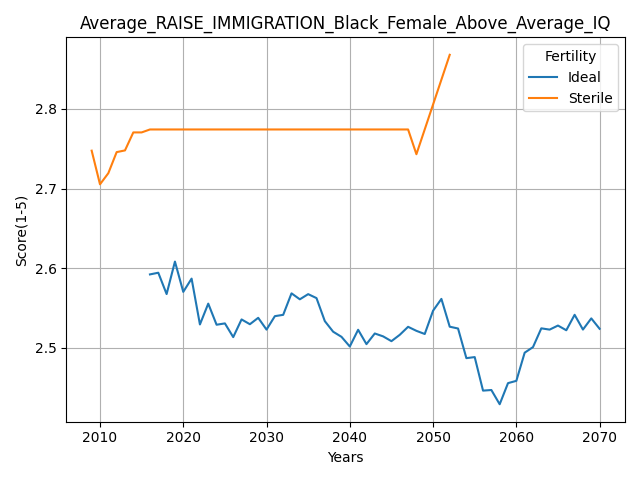 Average_RAISE_IMMIGRATION_Black_Female_Above_Average_IQ
Fertility
Ideal
Sterile
2.8
2.7
2.6
2.5
Score(1-5)
2010 2020 2030 2040 2050 2060 2070
Years